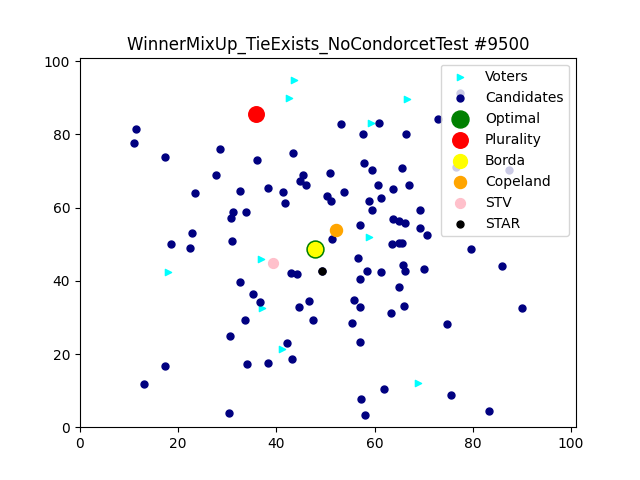 WinnerMixUp_TieExists_NoCondorcetTest #9500
100
80
60
40
20
0
0
20
40
60
80
100
Voters
Candidates
Optimal
Plurality
Borda
Copeland
STV
STAR